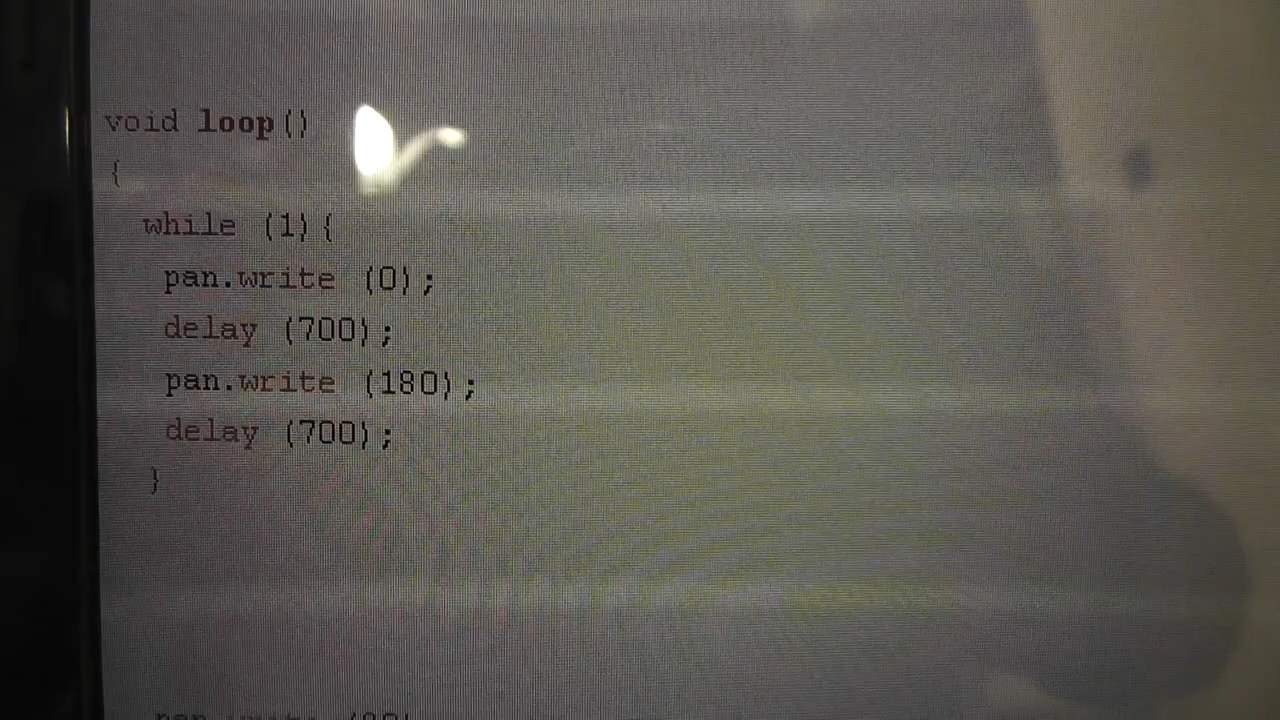 void loop()
{
while (1){
pan.write (0);
delay (700);
pan.write (180);
delay (700);
}